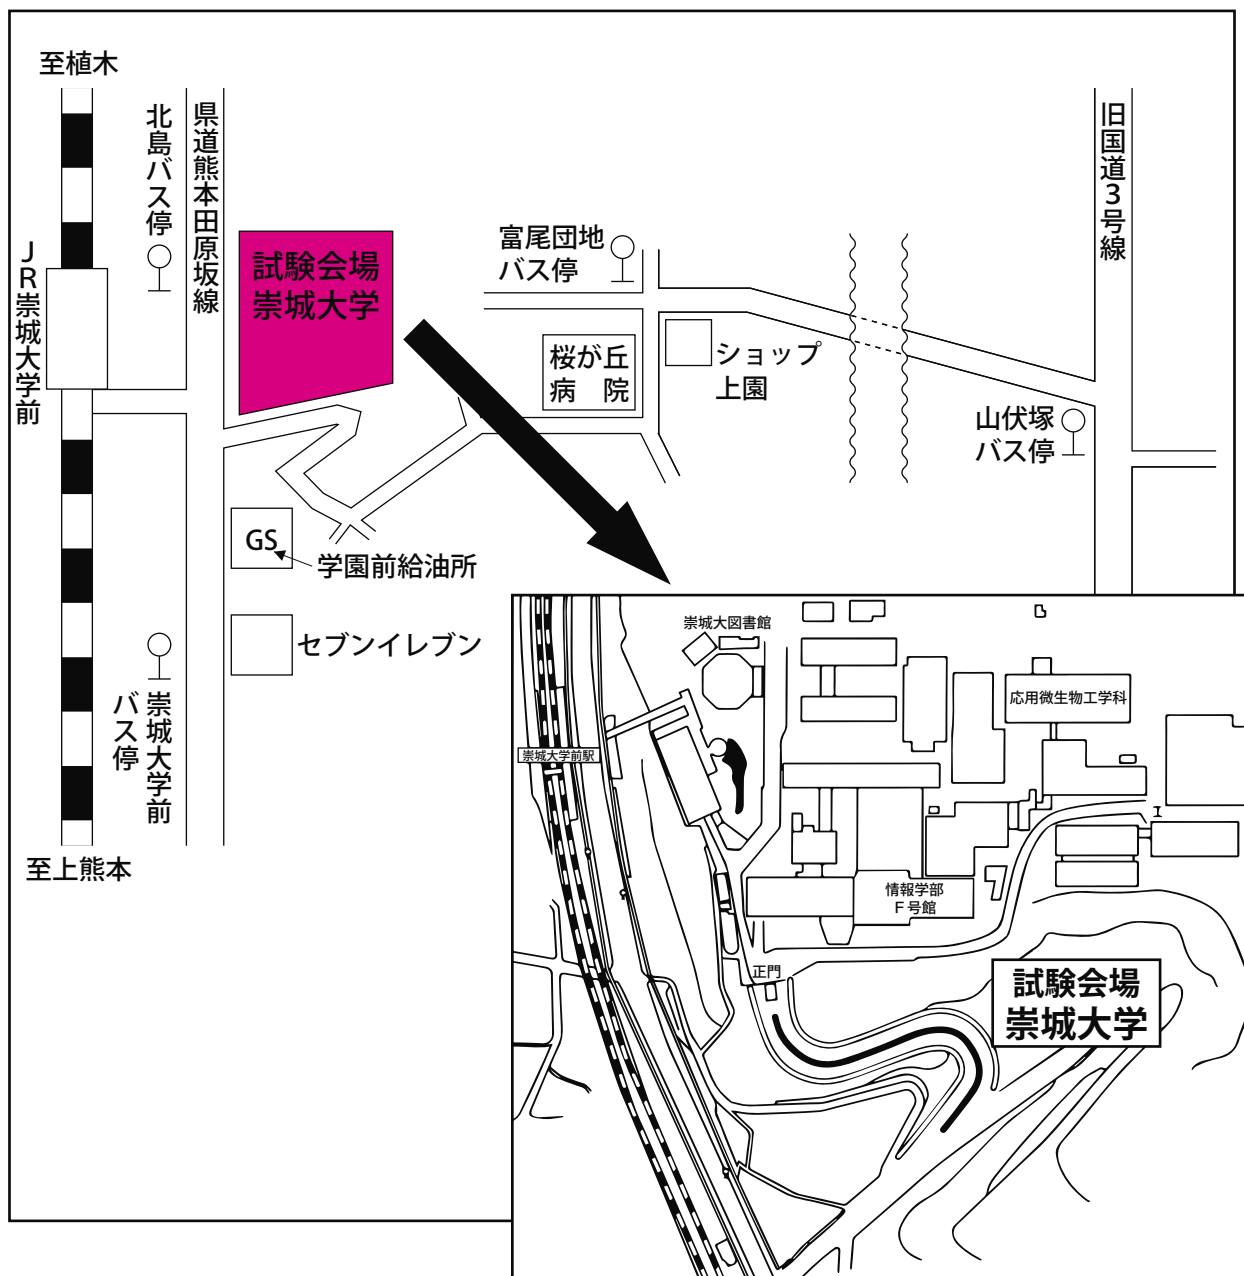 至植木
北島バス停
県道熊本田原坂線
旧国道3号線
JR崇城大学前
試験会場
崇城大学
富尾団地
バス停
桜が丘
病 院
ショップ
上園
山伏塚
バス停
GS
学園前給油所
セブンイレブン
崇城大学前
バス停
至上熊本
崇城大図書館
応用微生物工学科
崇城大学前駅
情報学部
F号館
正門
試験会場
崇城大学